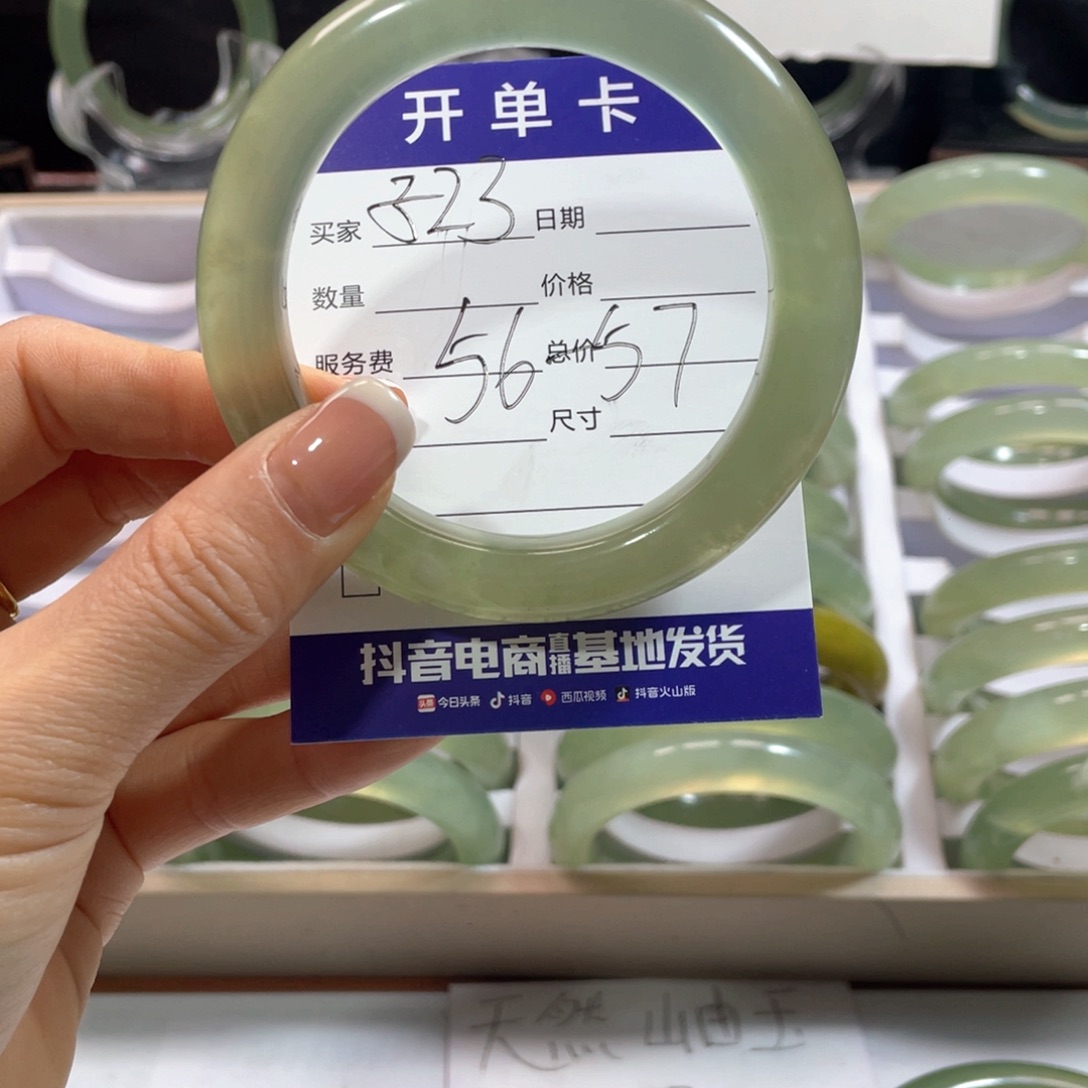 开单卡
买家 323 日期
数量 价格
服务费 56 总价 57
尺寸
抖音电商直播基地发货
头条 今日头条 抖音 西瓜视频 抖音火山版
天然岫玉